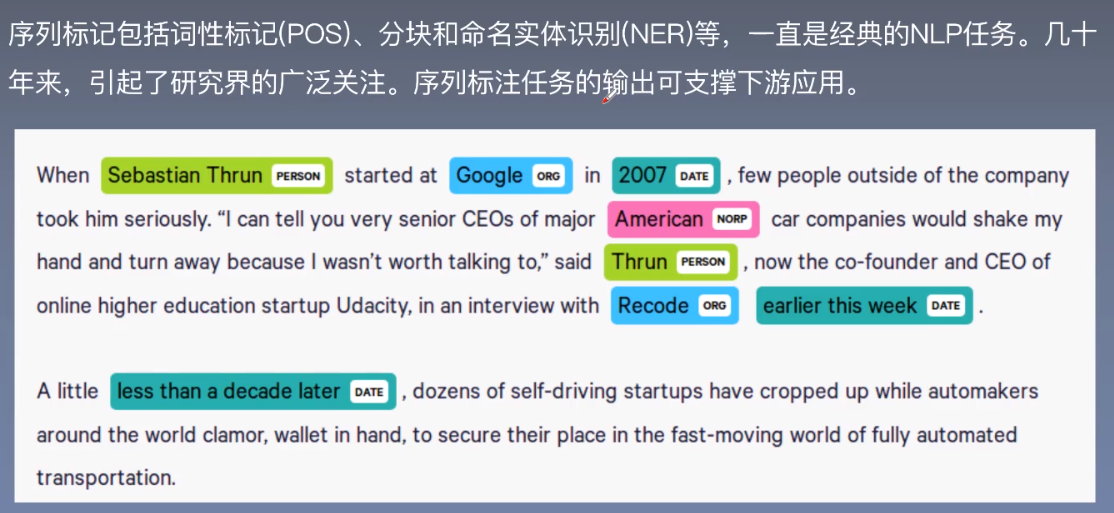 序列标记包括词性标记(POS)、分块和命名实体识别(NER)等，一直是经典的NLP任务。几十
年来，引起了研究界的广泛关注。序列标注任务的输出可支撑下游应用。
When Sebastian Thrun PERSON started at Google ORG in 2007 DATE , few people outside of the company
took him seriously. “I can tell you very senior CEOs of major American NORP car companies would shake my
hand and turn away because I wasn’t worth talking to,” said Thrun PERSON , now the co-founder and CEO of
online higher education startup Udacity, in an interview with Recode ORG earlier this week DATE .
A little less than a decade later DATE , dozens of self-driving startups have cropped up while automakers
around the world clamor, wallet in hand, to secure their place in the fast-moving world of fully automated
transportation.